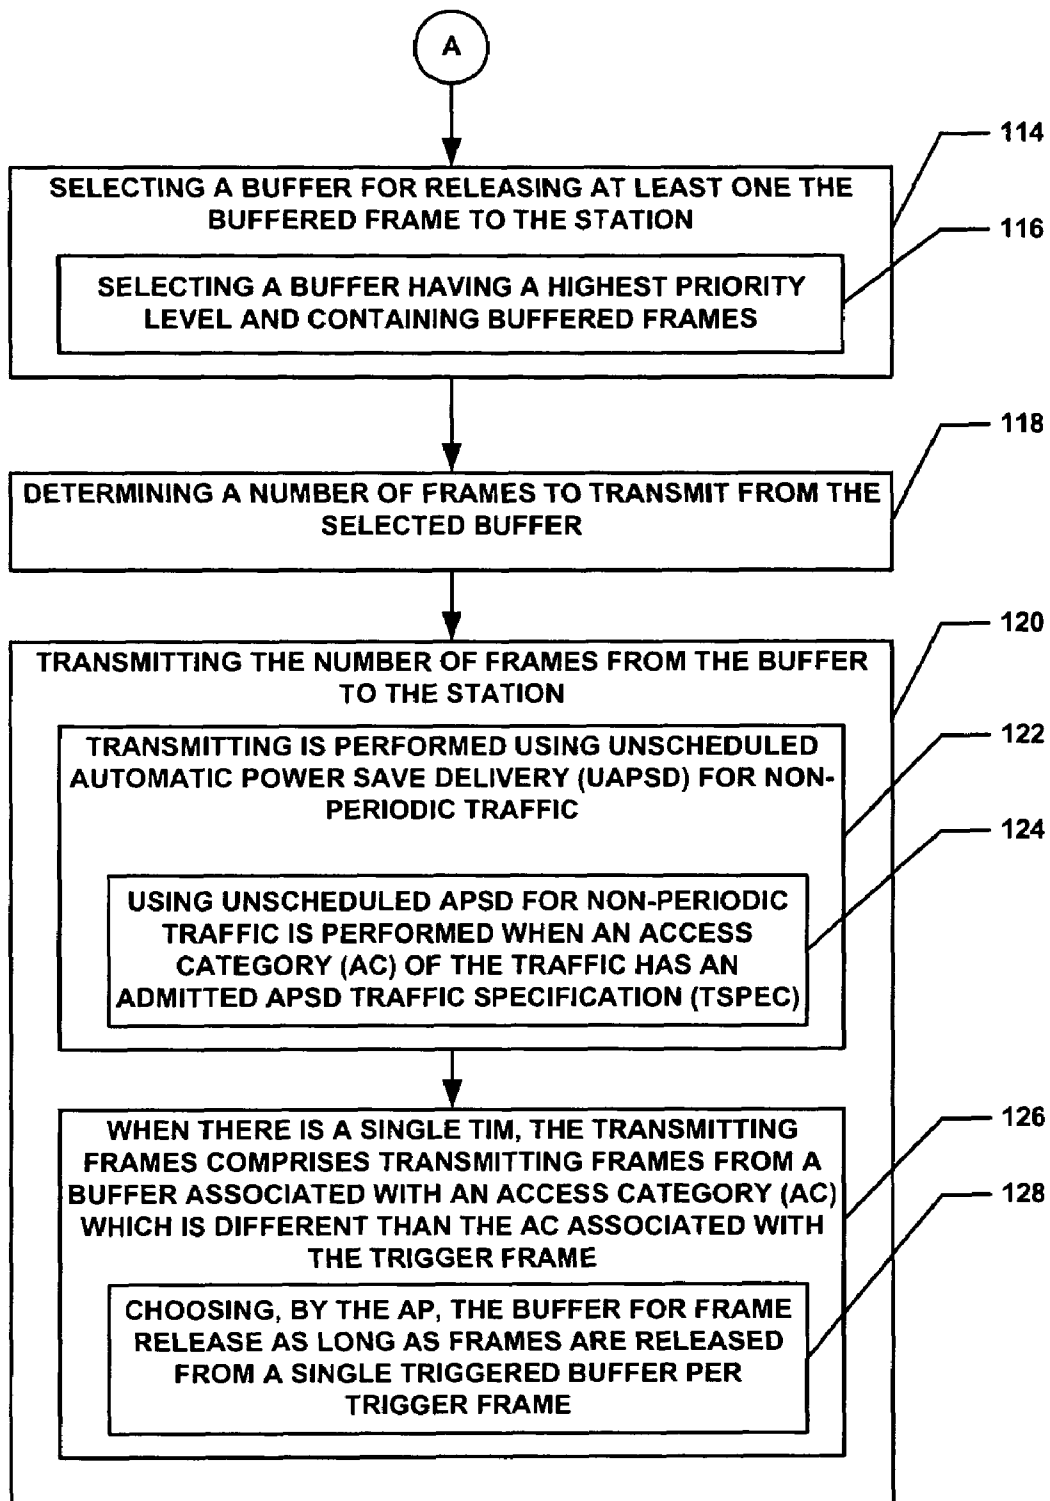 A
114
SELECTING A BUFFER FOR RELEASING AT LEAST ONE THE
BUFFERED FRAME TO THE STATION
116
SELECTING A BUFFER HAVING A HIGHEST PRIORITY
LEVEL AND CONTAINING BUFFERED FRAMES
118
DETERMINING A NUMBER OF FRAMES TO TRANSMIT FROM THE
SELECTED BUFFER
120
TRANSMITTING THE NUMBER OF FRAMES FROM THE BUFFER
TO THE STATION
122
TRANSMITTING IS PERFORMED USING UNSCHEDULED
AUTOMATIC POWER SAVE DELIVERY (UAPSD) FOR NON-
PERIODIC TRAFFIC
124
USING UNSCHEDULED APSD FOR NON-PERIODIC
TRAFFIC IS PERFORMED WHEN AN ACCESS
CATEGORY (AC) OF THE TRAFFIC HAS AN
ADMITTED APSD TRAFFIC SPECIFICATION (TSPEC)
126
WHEN THERE IS A SINGLE TIM, THE TRANSMITTING
FRAMES COMPRISES TRANSMITTING FRAMES FROM A
BUFFER ASSOCIATED WITH AN ACCESS CATEGORY (AC)
WHICH IS DIFFERENT THAN THE AC ASSOCIATED WITH
THE TRIGGER FRAME
128
CHOOSING, BY THE AP, THE BUFFER FOR FRAME
RELEASE AS LONG AS FRAMES ARE RELEASED
FROM A SINGLE TRIGGERED BUFFER PER
TRIGGER FRAME